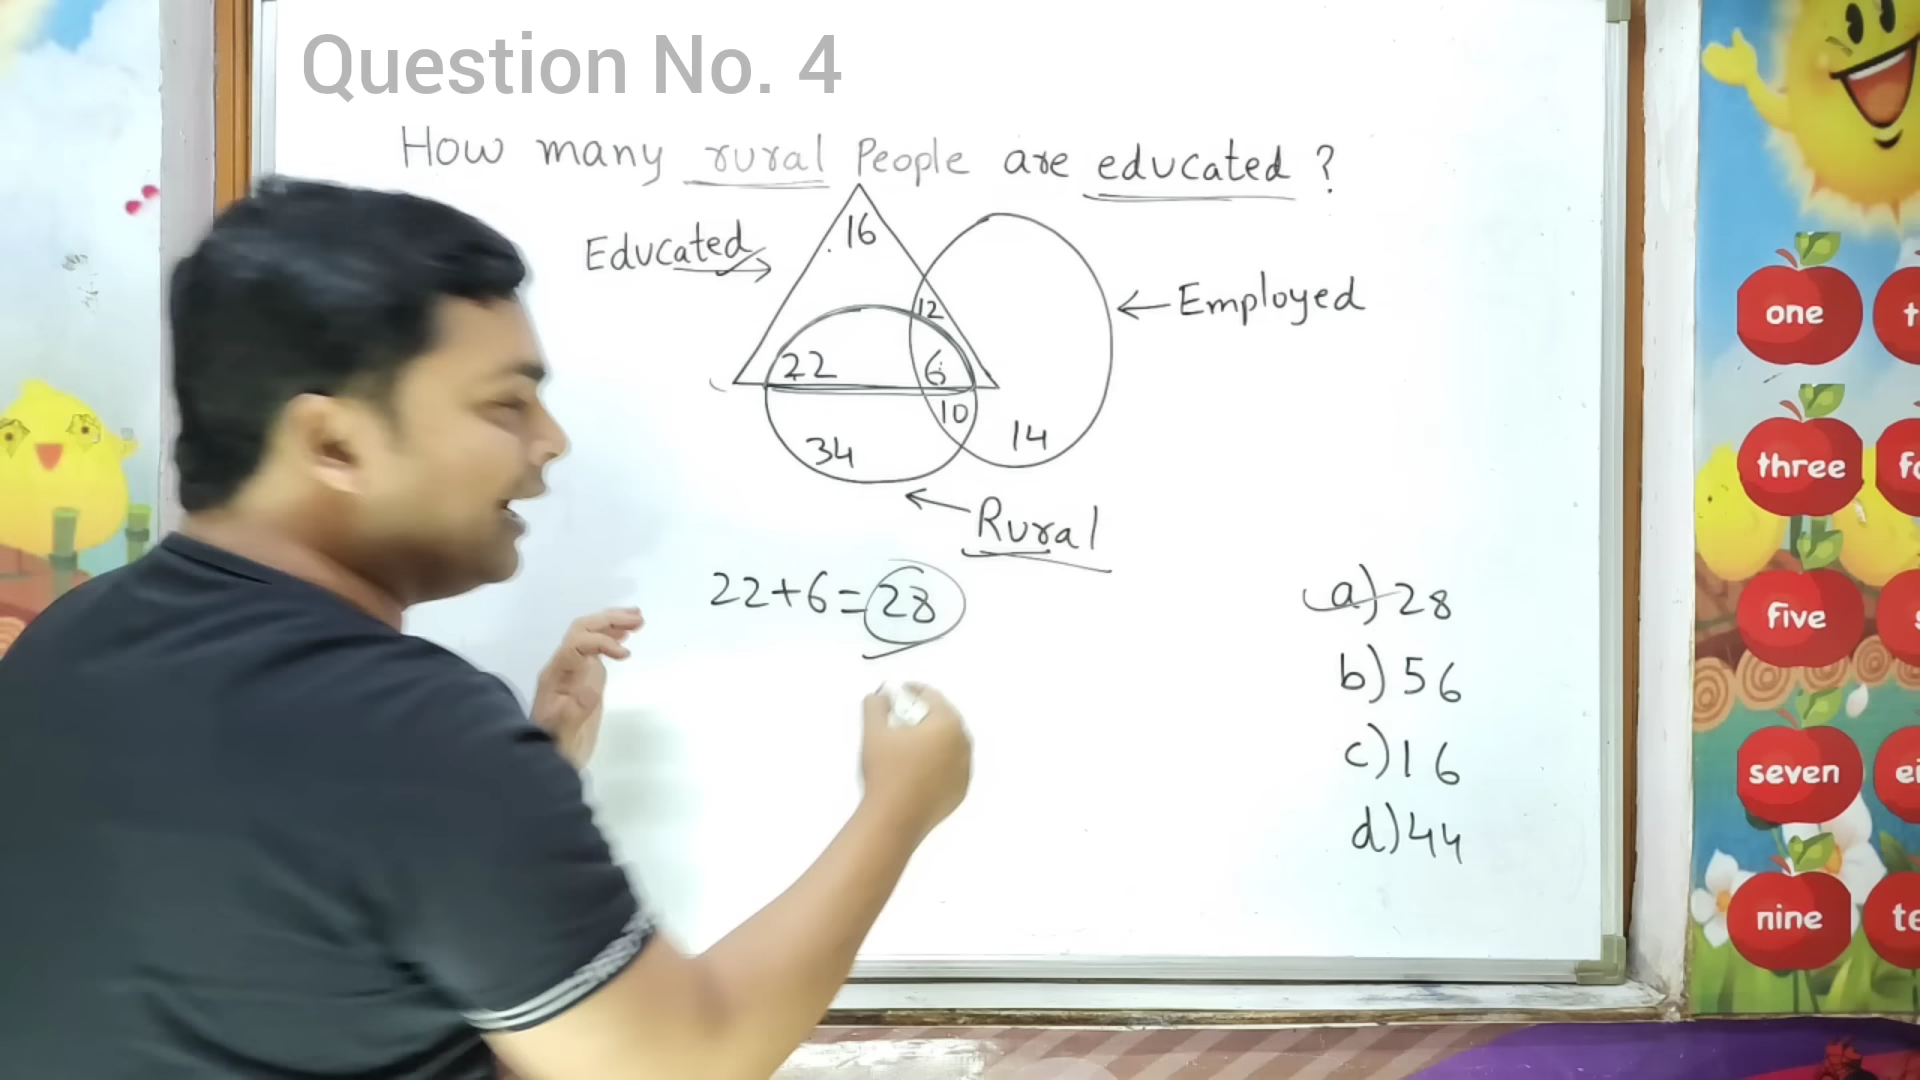 Question No. 4
How many rural People are educated ?
Educated
16
Employed
12
22
6
10
34
14
Rural
22+6=28
a) 28
b) 56
c) 16
d) 44
one
three
five
seven
nine